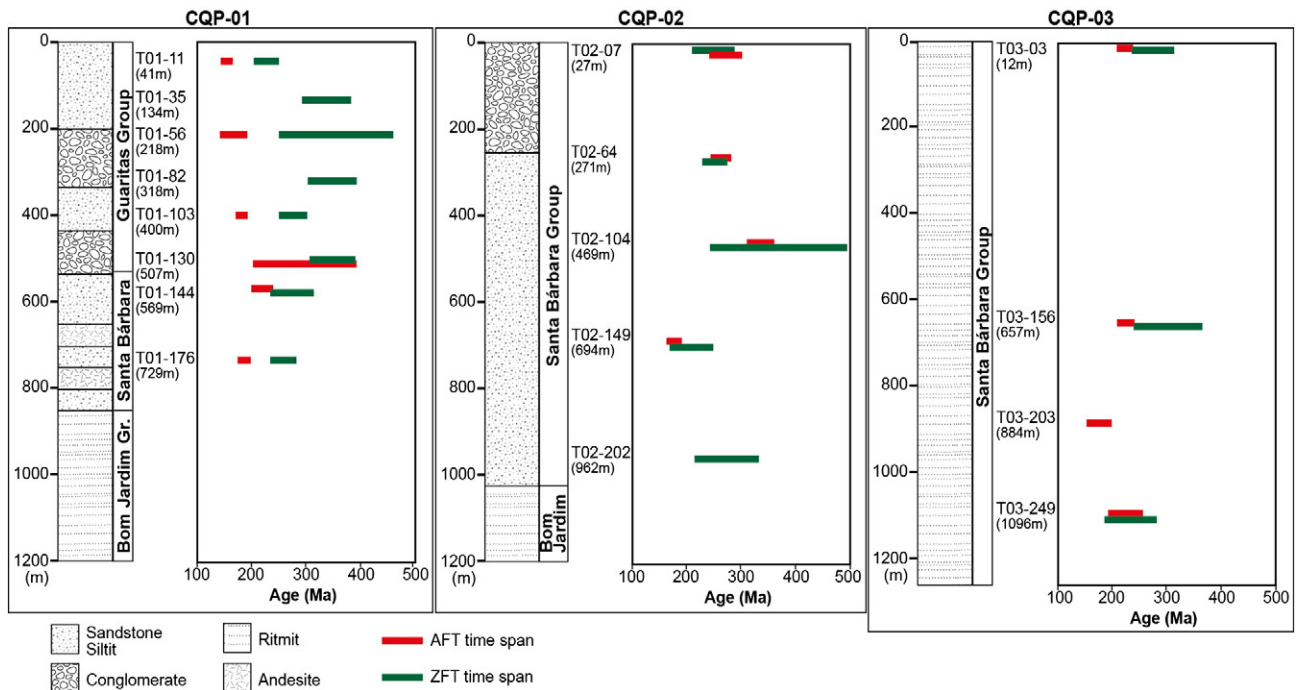 CQP-01
0
200
400
600
800
1000
1200
(m)
Guaritas Group
Santa Bárbara
Bom Jardim Gr.
T01-11
(41m)
T01-35
(134m)
T01-56
(218m)
T01-82
(318m)
T01-103
(400m)
T01-130
(507m)
T01-144
(569m)
T01-176
(729m)
100 200 300 400 500
Age (Ma)
CQP-02
0
200
400
600
800
1000
1200
(m)
Santa Bárbara Group
Bom
Jardim
T02-07
(27m)
T02-64
(271m)
T02-104
(469m)
T02-149
(694m)
T02-202
(962m)
100 200 300 400 500
Age (Ma)
CQP-03
0
200
400
600
800
1000
1200
(m)
Santa Bárbara Group
T03-03
(12m)
T03-156
(657m)
T03-203
(884m)
T03-249
(1096m)
100 200 300 400 500
Age (Ma)
Sandstone
Siltit
Conglomerate
Ritmit
Andesite
AFT time span
ZFT time span